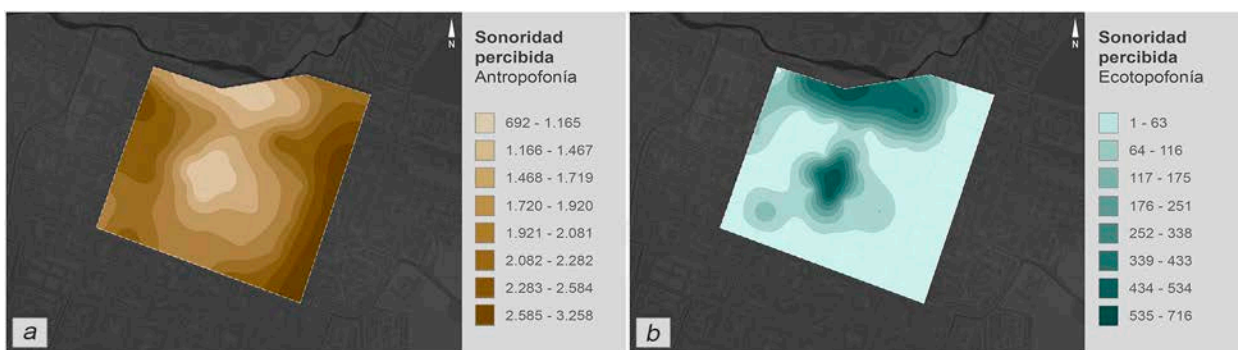 N
Sonoridad
percibida
Antropofonía
692 - 1.165
1.166 - 1.467
1.468 - 1.719
1.720 - 1.920
1.921 - 2.081
2.082 - 2.282
2.283 - 2.584
2.585 - 3.258
a
N
Sonoridad
percibida
Ecotopofonía
1 - 63
64 - 116
117 - 175
176 - 251
252 - 338
339 - 433
434 - 534
535 - 716
b